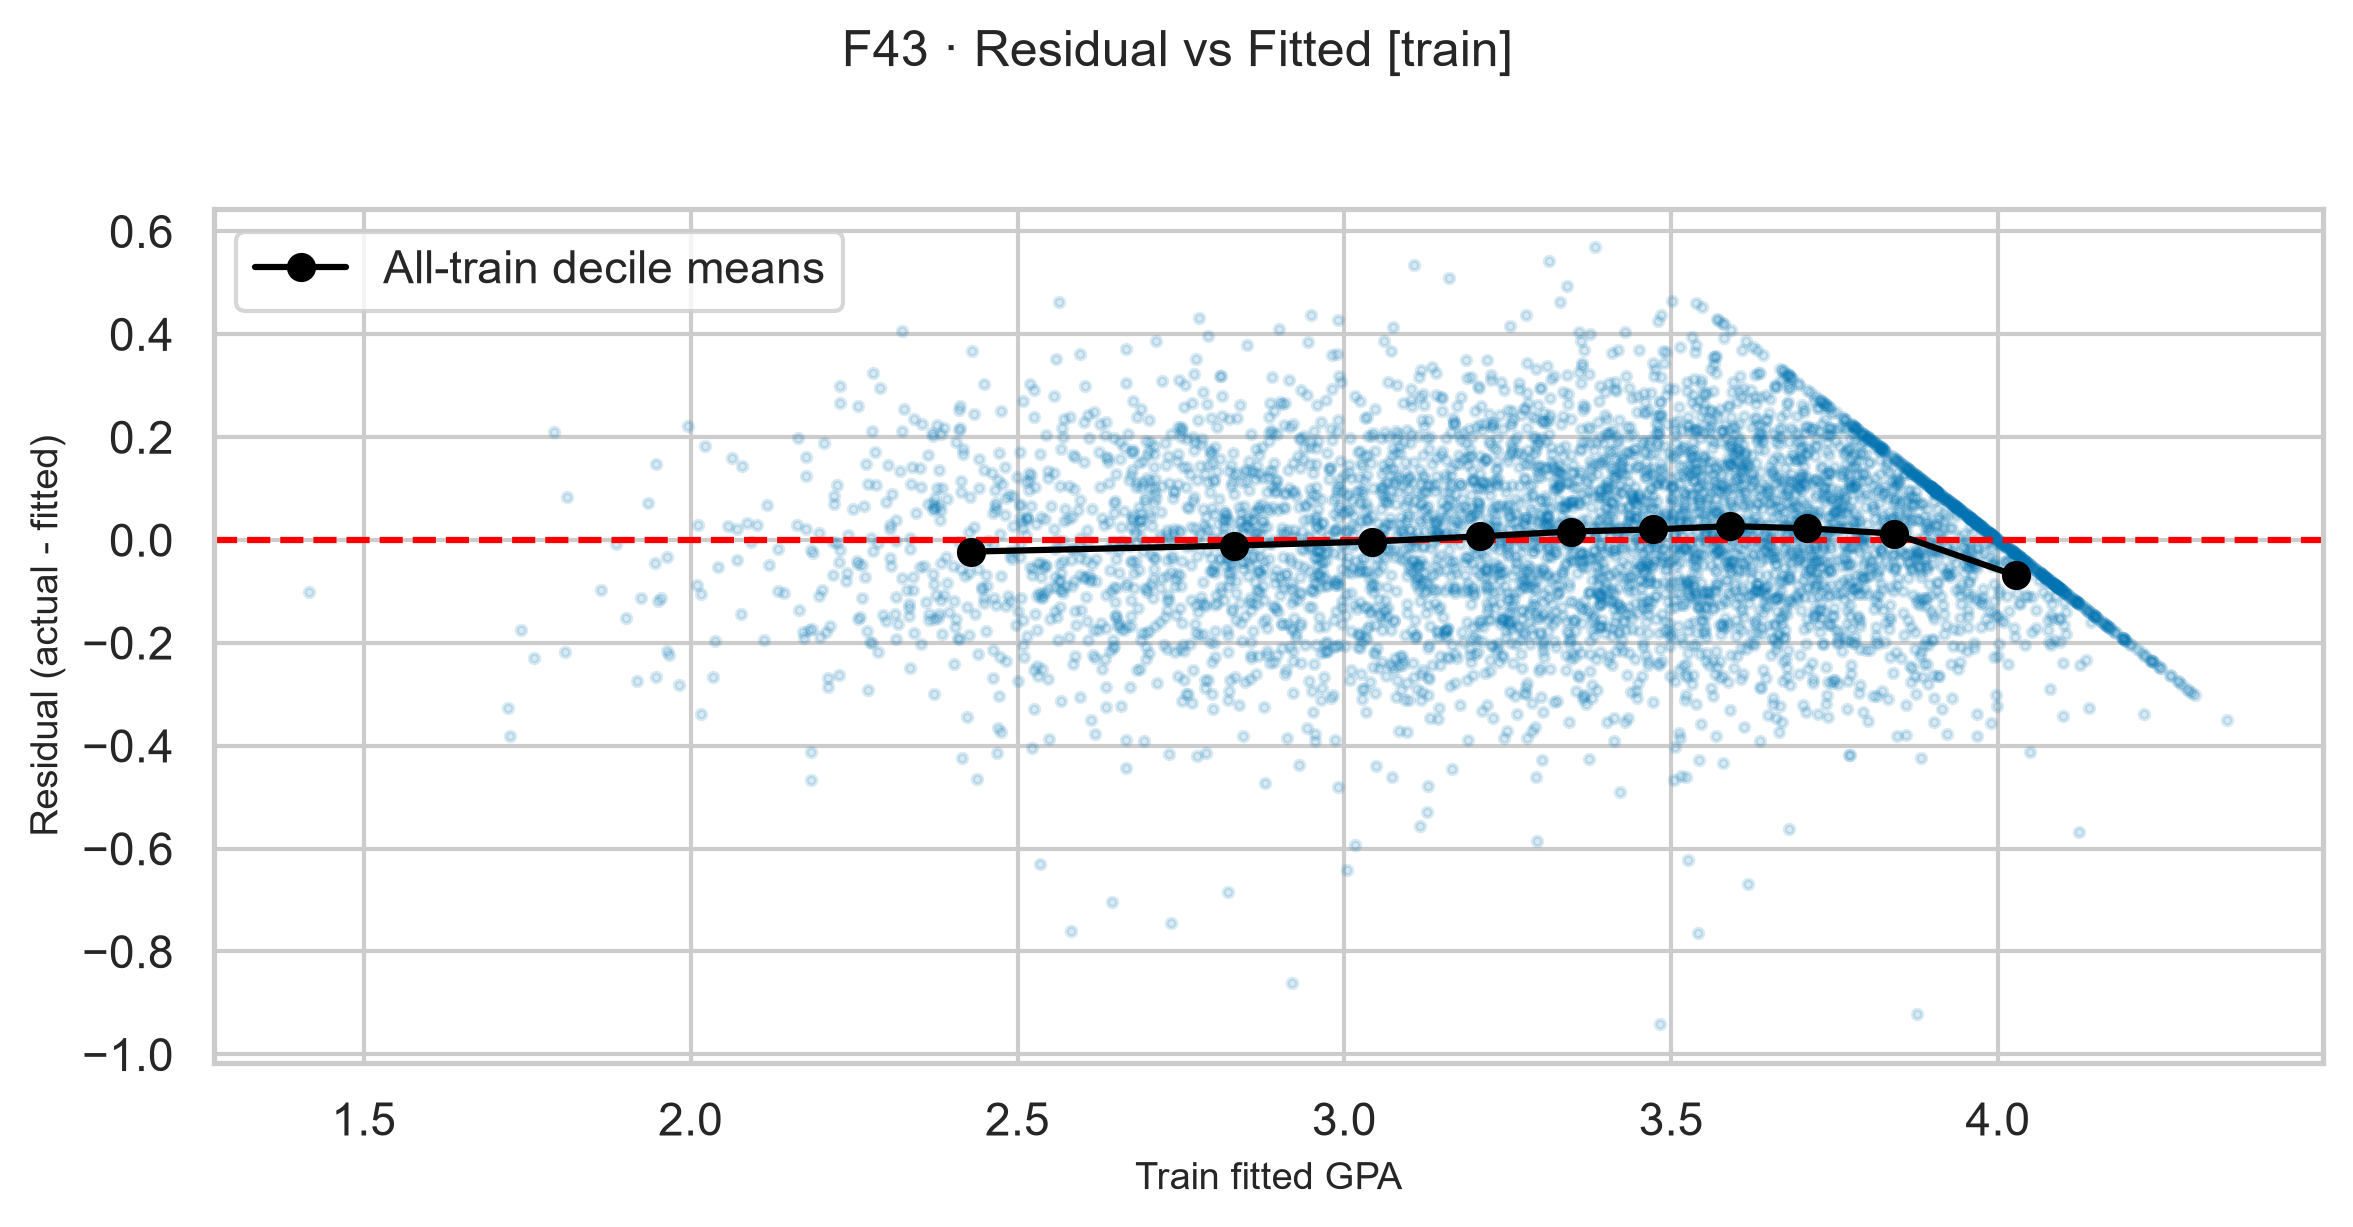 F43 · Residual vs Fitted [train]
All-train decile means
Residual (actual - fitted)
0.6
0.4
0.2
0.0
−0.2
−0.4
−0.6
−0.8
−1.0
1.5 2.0 2.5 3.0 3.5 4.0
Train fitted GPA